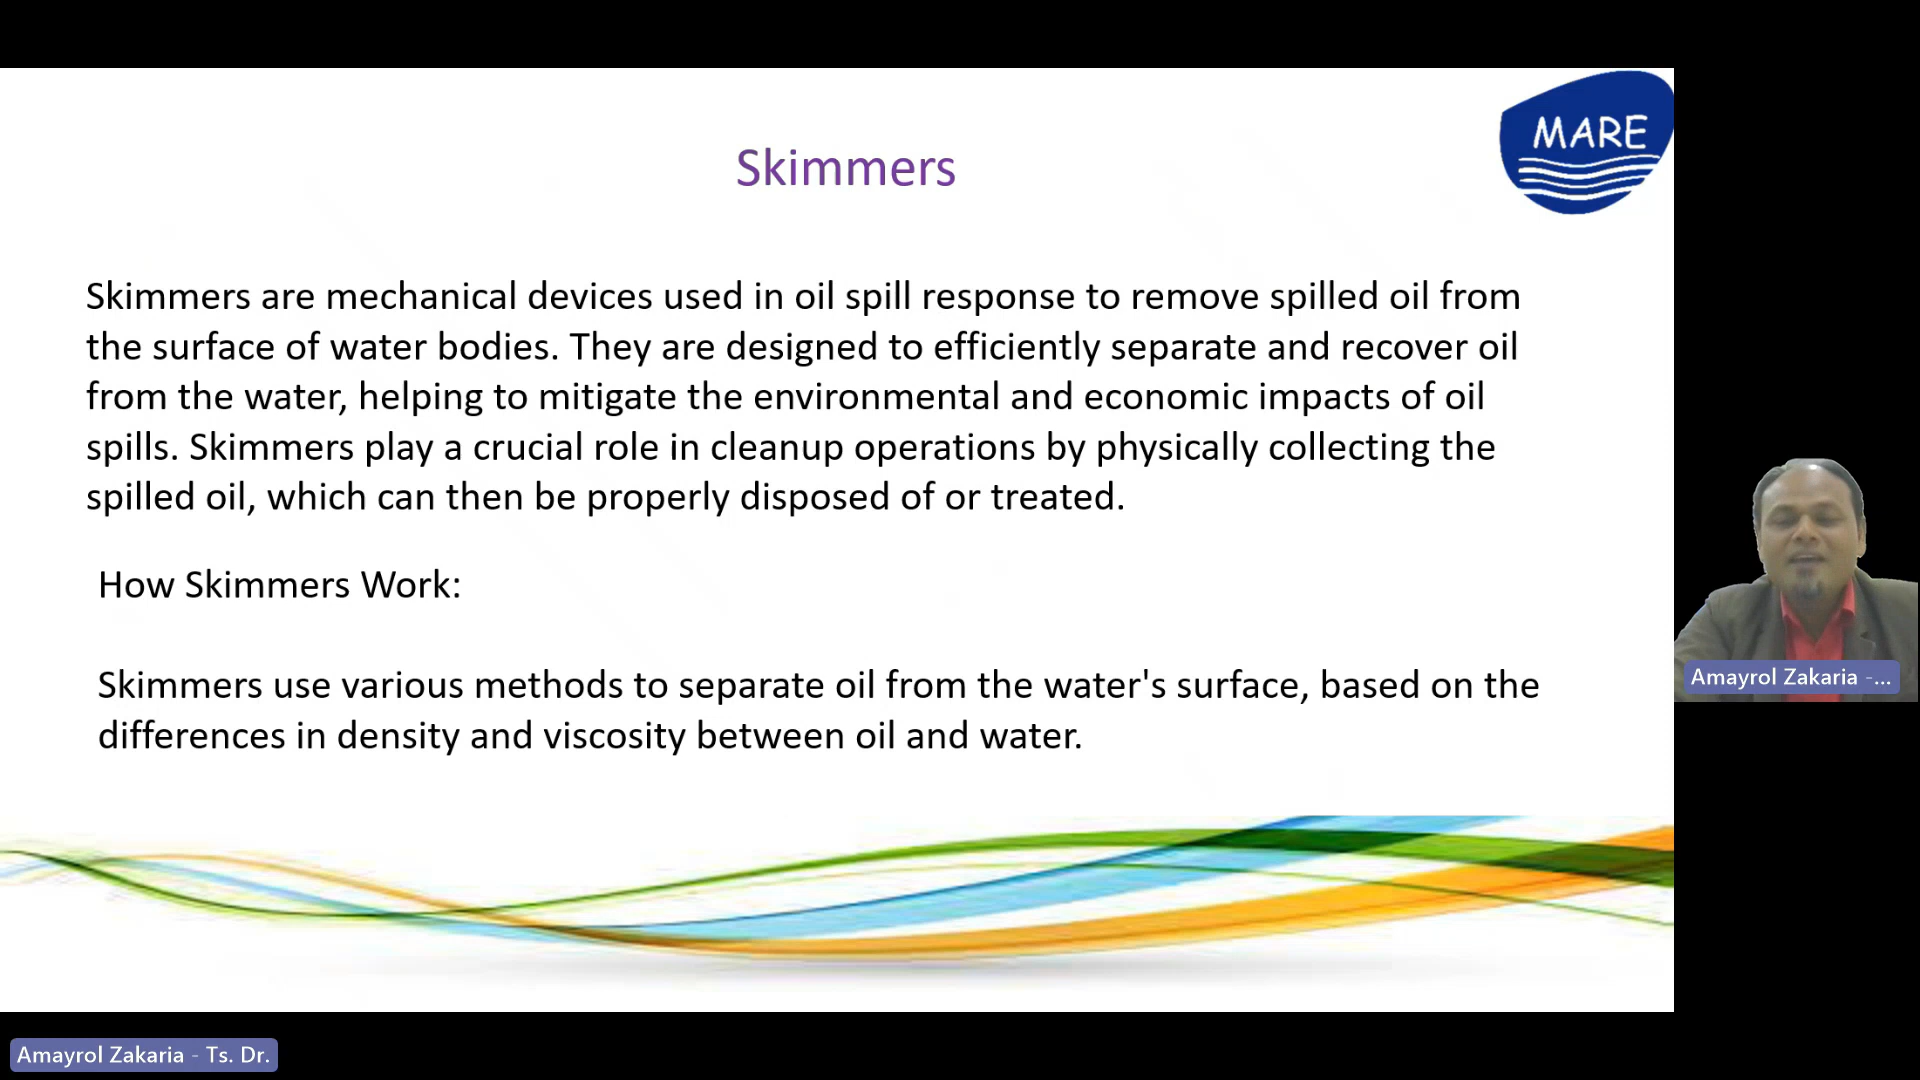 MARE
Skimmers
Skimmers are mechanical devices used in oil spill response to remove spilled oil from
the surface of water bodies. They are designed to efficiently separate and recover oil
from the water, helping to mitigate the environmental and economic impacts of oil
spills. Skimmers play a crucial role in cleanup operations by physically collecting the
spilled oil, which can then be properly disposed of or treated.
How Skimmers Work:
Skimmers use various methods to separate oil from the water's surface, based on the
differences in density and viscosity between oil and water.
Amayrol Zakaria -...
Amayrol Zakaria - Ts. Dr.